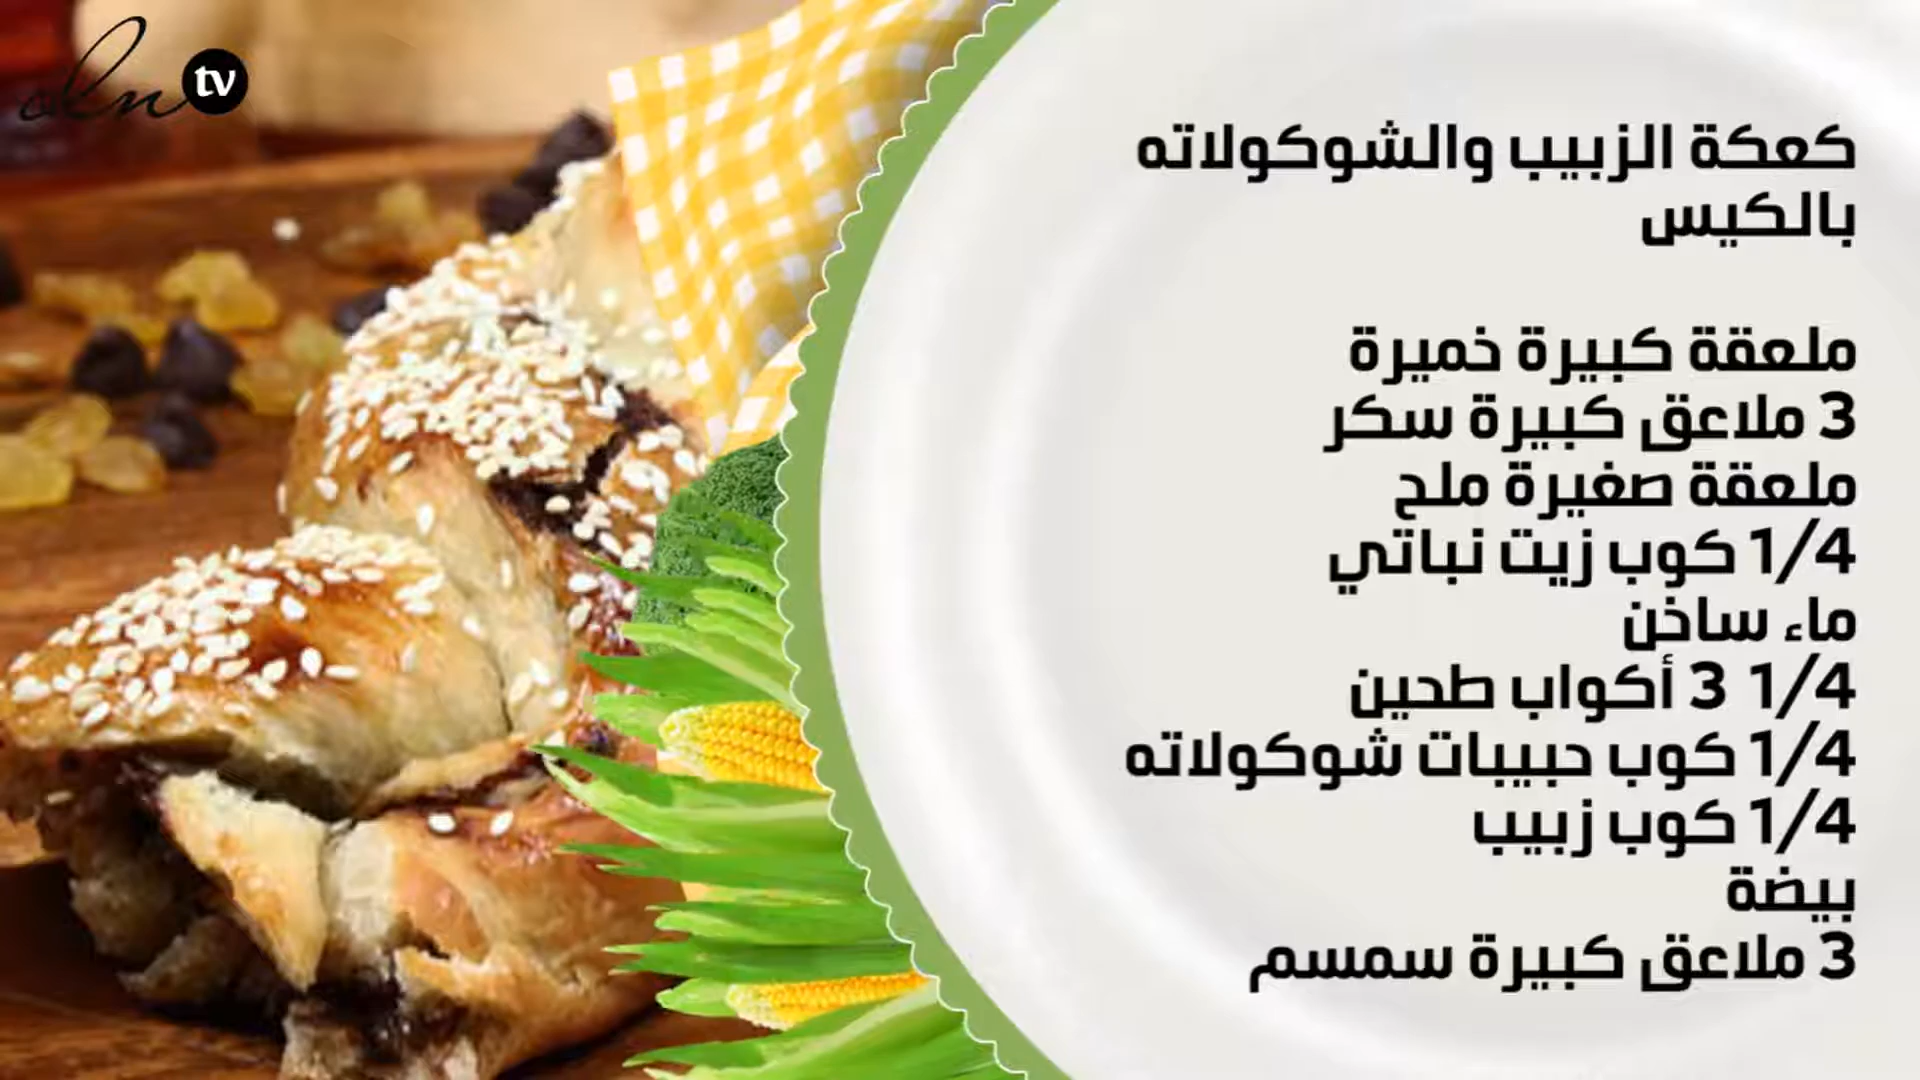 oln tv
كعكة الزبيب والشوكولاته
بالكيس
ملعقة كبيرة خميرة
3 ملاعق كبيرة سكر
ملعقة صغيرة ملح
1/4 كوب زيت نباتي
ماء ساخن
1/4 3 أكواب طحين
1/4 كوب حبيبات شوكولاته
1/4 كوب زبيب
بيضة
3 ملاعق كبيرة سمسم